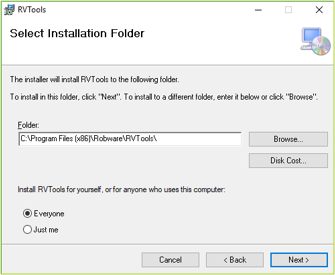 RVTools
Select Installation Folder
The installer will install RVTools to the following folder.
To install in this folder, click "Next". To install to a different folder, enter it below or click "Browse".
Folder:
C:\Program Files (x86)\Robware\RVTools\
Browse...
Disk Cost...
Install RVTools for yourself, or for anyone who uses this computer:
Everyone
Just me
Cancel
< Back
Next >